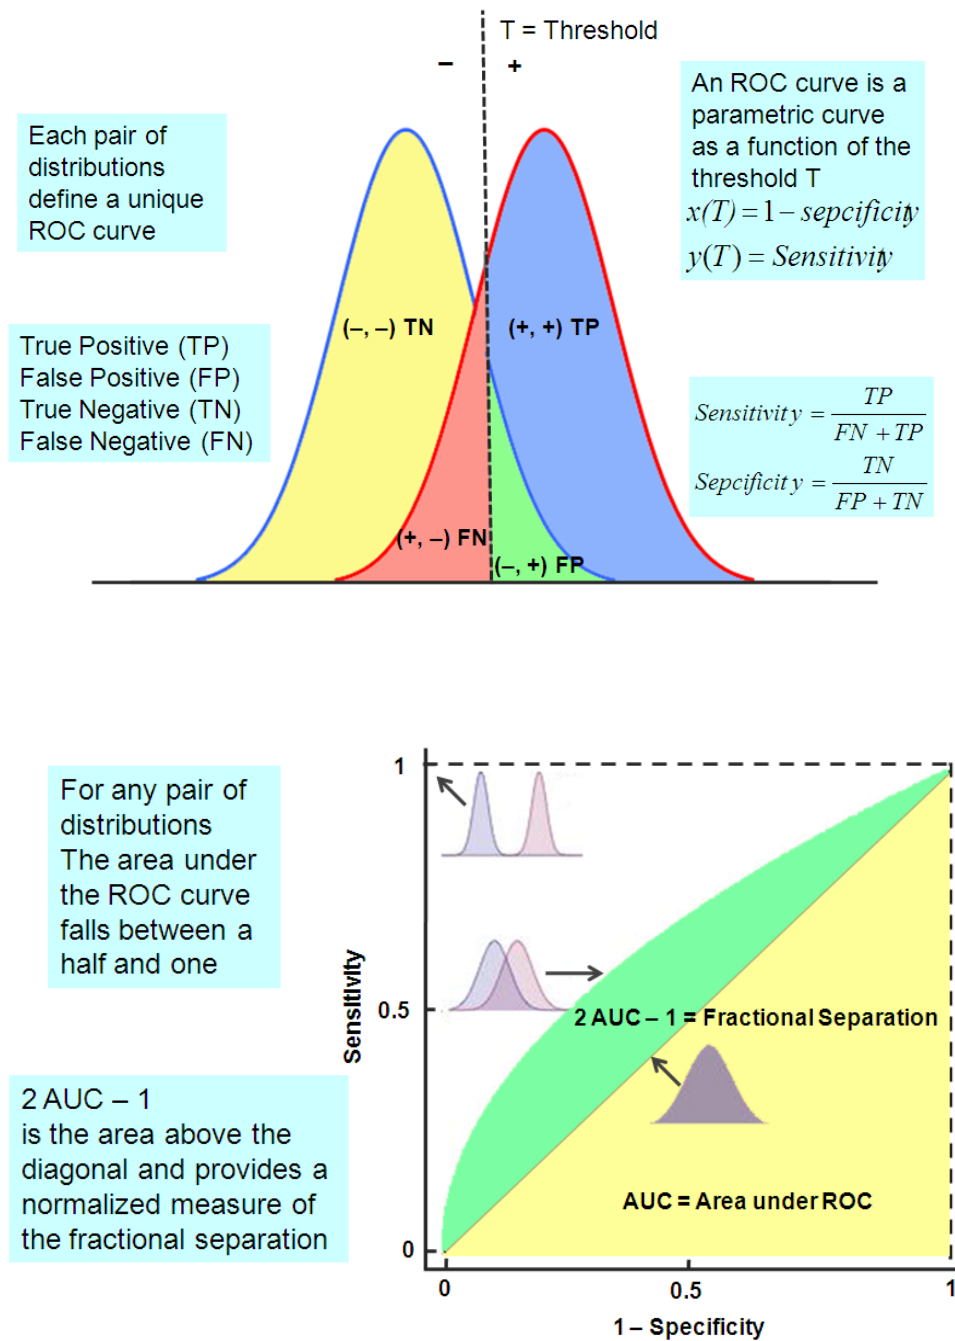 T = Threshold
– +
Each pair of
distributions
define a unique
ROC curve
An ROC curve is a
parametric curve
as a function of the
threshold T
x(T) = 1 – sepcificity
y(T) = Sensitivity
(–, –) TN
(+, +) TP
True Positive (TP)
False Positive (FP)
True Negative (TN)
False Negative (FN)
Sensitivity = TP / FN + TP
Sepcificity = TN / FP + TN
(+, –) FN
(–, +) FP
For any pair of
distributions
The area under
the ROC curve
falls between a
half and one
2 AUC – 1
is the area above the
diagonal and provides a
normalized measure of
the fractional separation
1
Sensitivity
0.5
2 AUC – 1 = Fractional Separation
AUC = Area under ROC
0
0 0.5 1
1 – Specificity